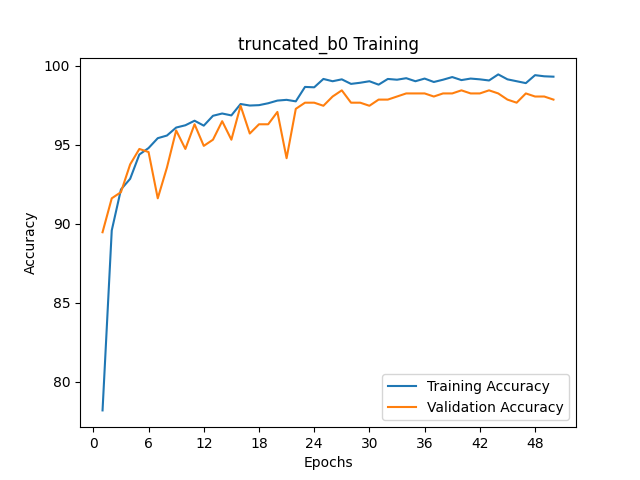 truncated_b0 Training
100
95
90
85
80
Accuracy
0 6 12 18 24 30 36 42 48
Epochs
Training Accuracy
Validation Accuracy